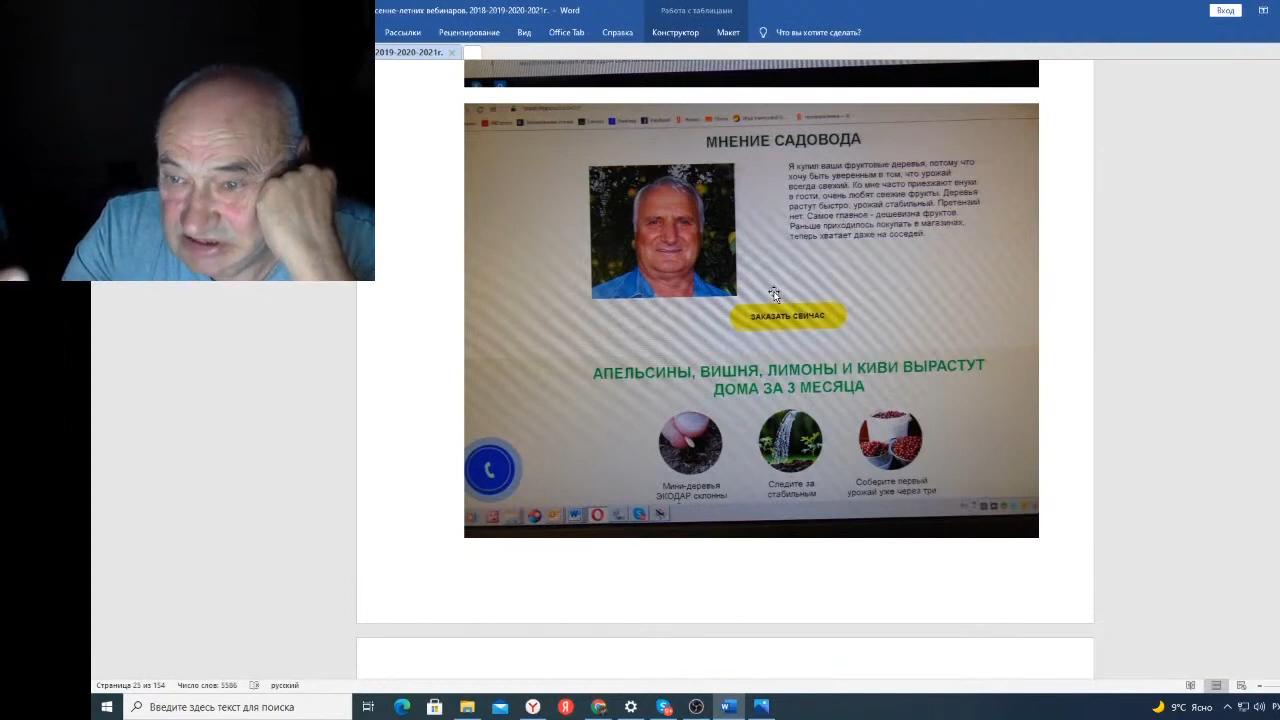 сенне-летних вебинаров. 2018-2019-2020-2021г. - Word
Работа с таблицами
Вход
Рассылки Рецензирование Вид Office Tab Справка Конструктор Макет Что вы хотите сделать?
2019-2020-2021г.
МНЕНИЕ САДОВОДА
Я купил ваши фруктовые деревья, потому что
хочу быть уверенным в том, что урожай
всегда свежий. Ко мне часто приезжают внуки
в гости, очень любят свежие фрукты. Деревья
растут быстро, урожай стабильный. Претензий
нет. Самое главное - дешевизна фруктов.
Раньше приходилось покупать в магазинах,
теперь хватает даже на соседей.
ЗАКАЗАТЬ СЕЙЧАС
АПЕЛЬСИНЫ, ВИШНЯ, ЛИМОНЫ И КИВИ ВЫРАСТУТ
ДОМА ЗА 3 МЕСЯЦА
Мини-деревья
ЭКОДАР склонны
Следите за
стабильным
Соберите первый
урожай уже через три
Страница 25 из 154 Число слов: 5586 русский
Введите здесь текст для поиска
9°C Ясно